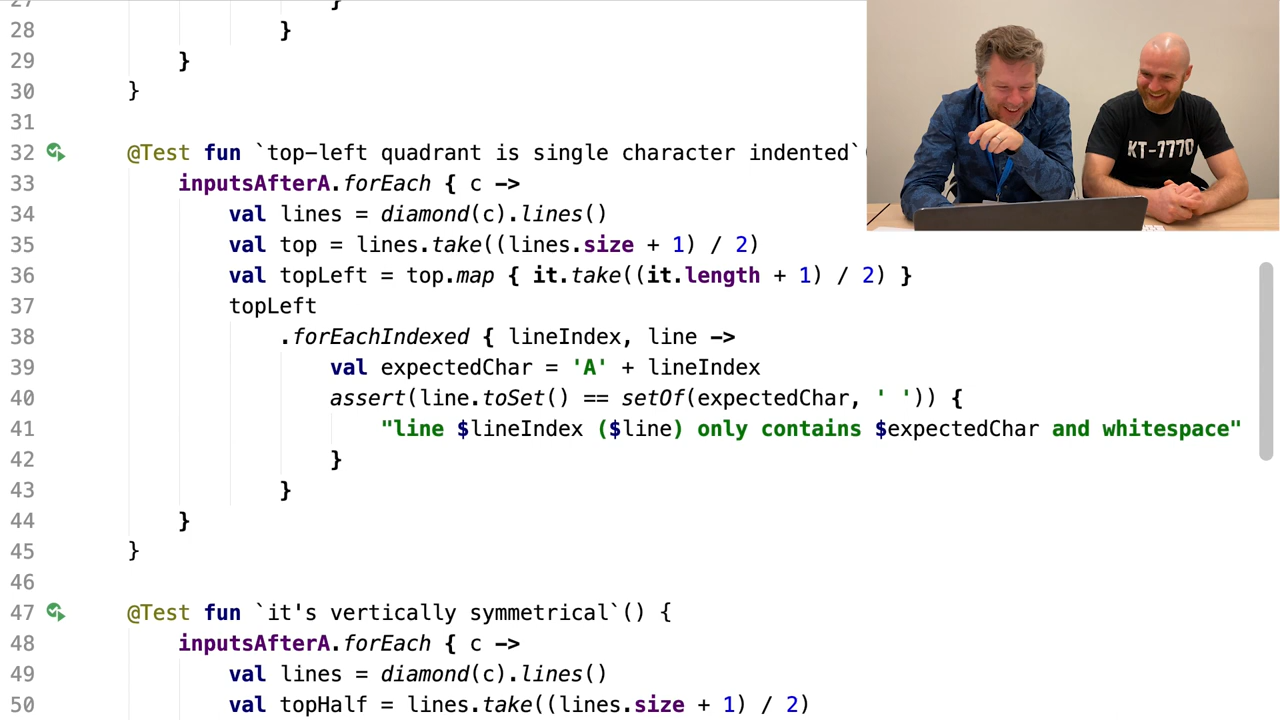 27 }
28 }
29 }
30 }
31
32 @Test fun `top-left quadrant is single character indented`(
33 inputsAfterA.forEach { c ->
34 val lines = diamond(c).lines()
35 val top = lines.take((lines.size + 1) / 2)
36 val topLeft = top.map { it.take((it.length + 1) / 2) }
37 topLeft
38 .forEachIndexed { lineIndex, line ->
39 val expectedChar = 'A' + lineIndex
40 assert(line.toSet() == setOf(expectedChar, ' ')) {
41 "line $lineIndex ($line) only contains $expectedChar and whitespace"
42 }
43 }
44 }
45 }
46
47 @Test fun `it's vertically symmetrical`() {
48 inputsAfterA.forEach { c ->
49 val lines = diamond(c).lines()
50 val topHalf = lines.take((lines.size + 1) / 2)
KT-7770